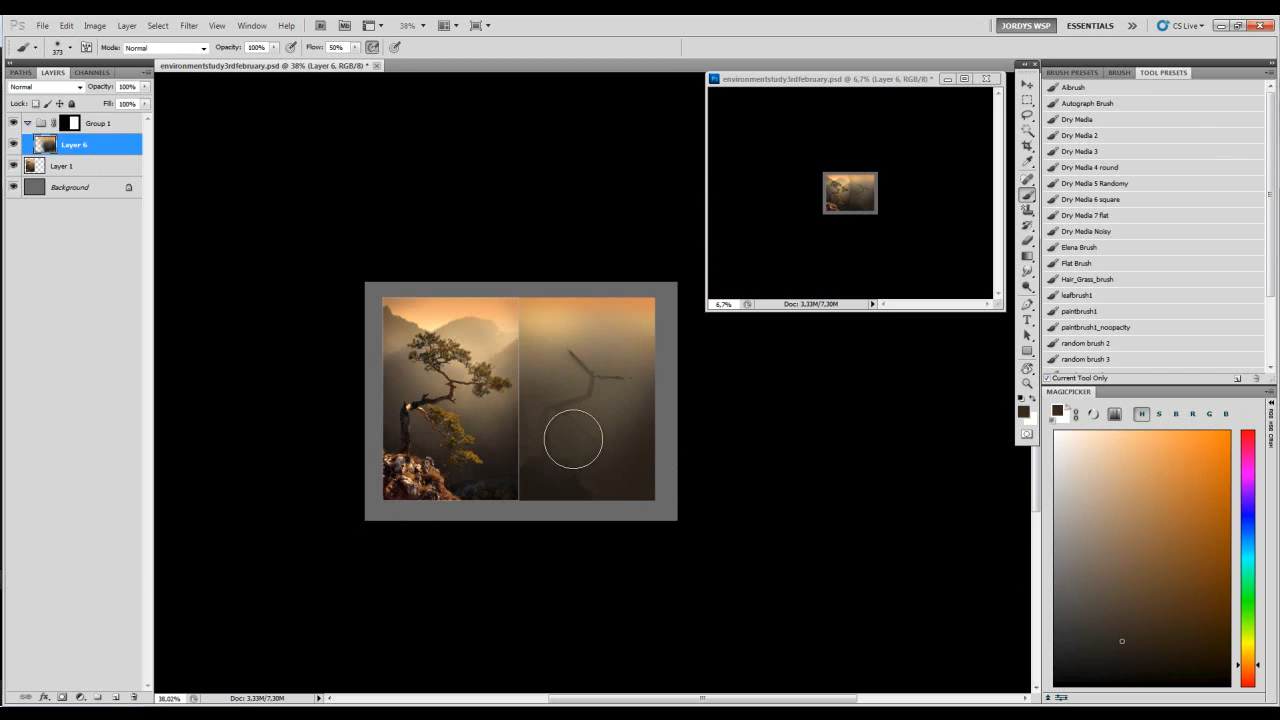 Ps File Edit Image Layer Select Filter View Window Help Br Mb 38% JORDYS WSP ESSENTIALS CS Live
373 Mode: Normal Opacity: 100% Flow: 50%
PATHS LAYERS CHANNELS
Normal Opacity: 100%
Lock: Fill: 100%
Group 1
Layer 6
Layer 1
Background
environmentstudy3rdfebruary.psd @ 38% (Layer 6, RGB/8) *
environmentstudy3rdfebruary.psd @ 6,7% (Layer 6, RGB/8) *
6,7% Doc: 3,33M/7,30M
38,02% Doc: 3,33M/7,30M
BRUSH PRESETS BRUSH TOOL PRESETS
Aibrush
Autograph Brush
Dry Media
Dry Media 2
Dry Media 3
Dry Media 4 round
Dry Media 5 Randomy
Dry Media 6 square
Dry Media 7 flat
Dry Media Noisy
Elena Brush
Flat Brush
Hair_Grass_brush
leafbrush1
paintbrush1
paintbrush1_noopacity
random brush 2
random brush 3
Current Tool Only
MAGICPICKER
H S B R G B